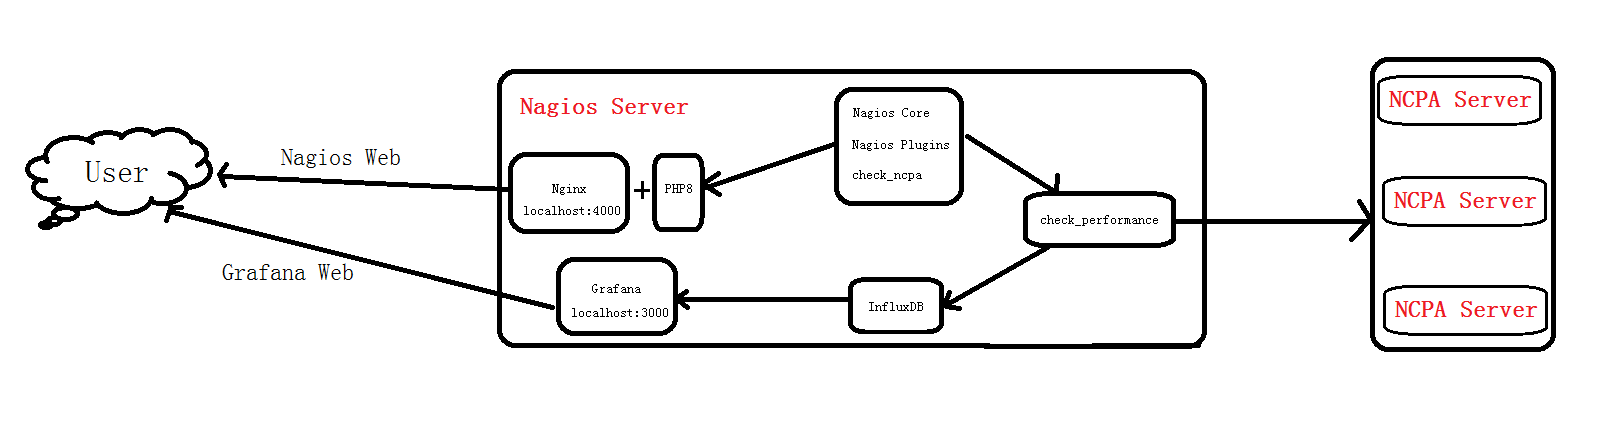 User
Nagios Web
Grafana Web
Nagios Server
Nginx
localhost:4000
+
PHP8
Nagios Core
Nagios Plugins
check_ncpa
check_performance
Grafana
localhost:3000
InfluxDB
NCPA Server
NCPA Server
NCPA Server